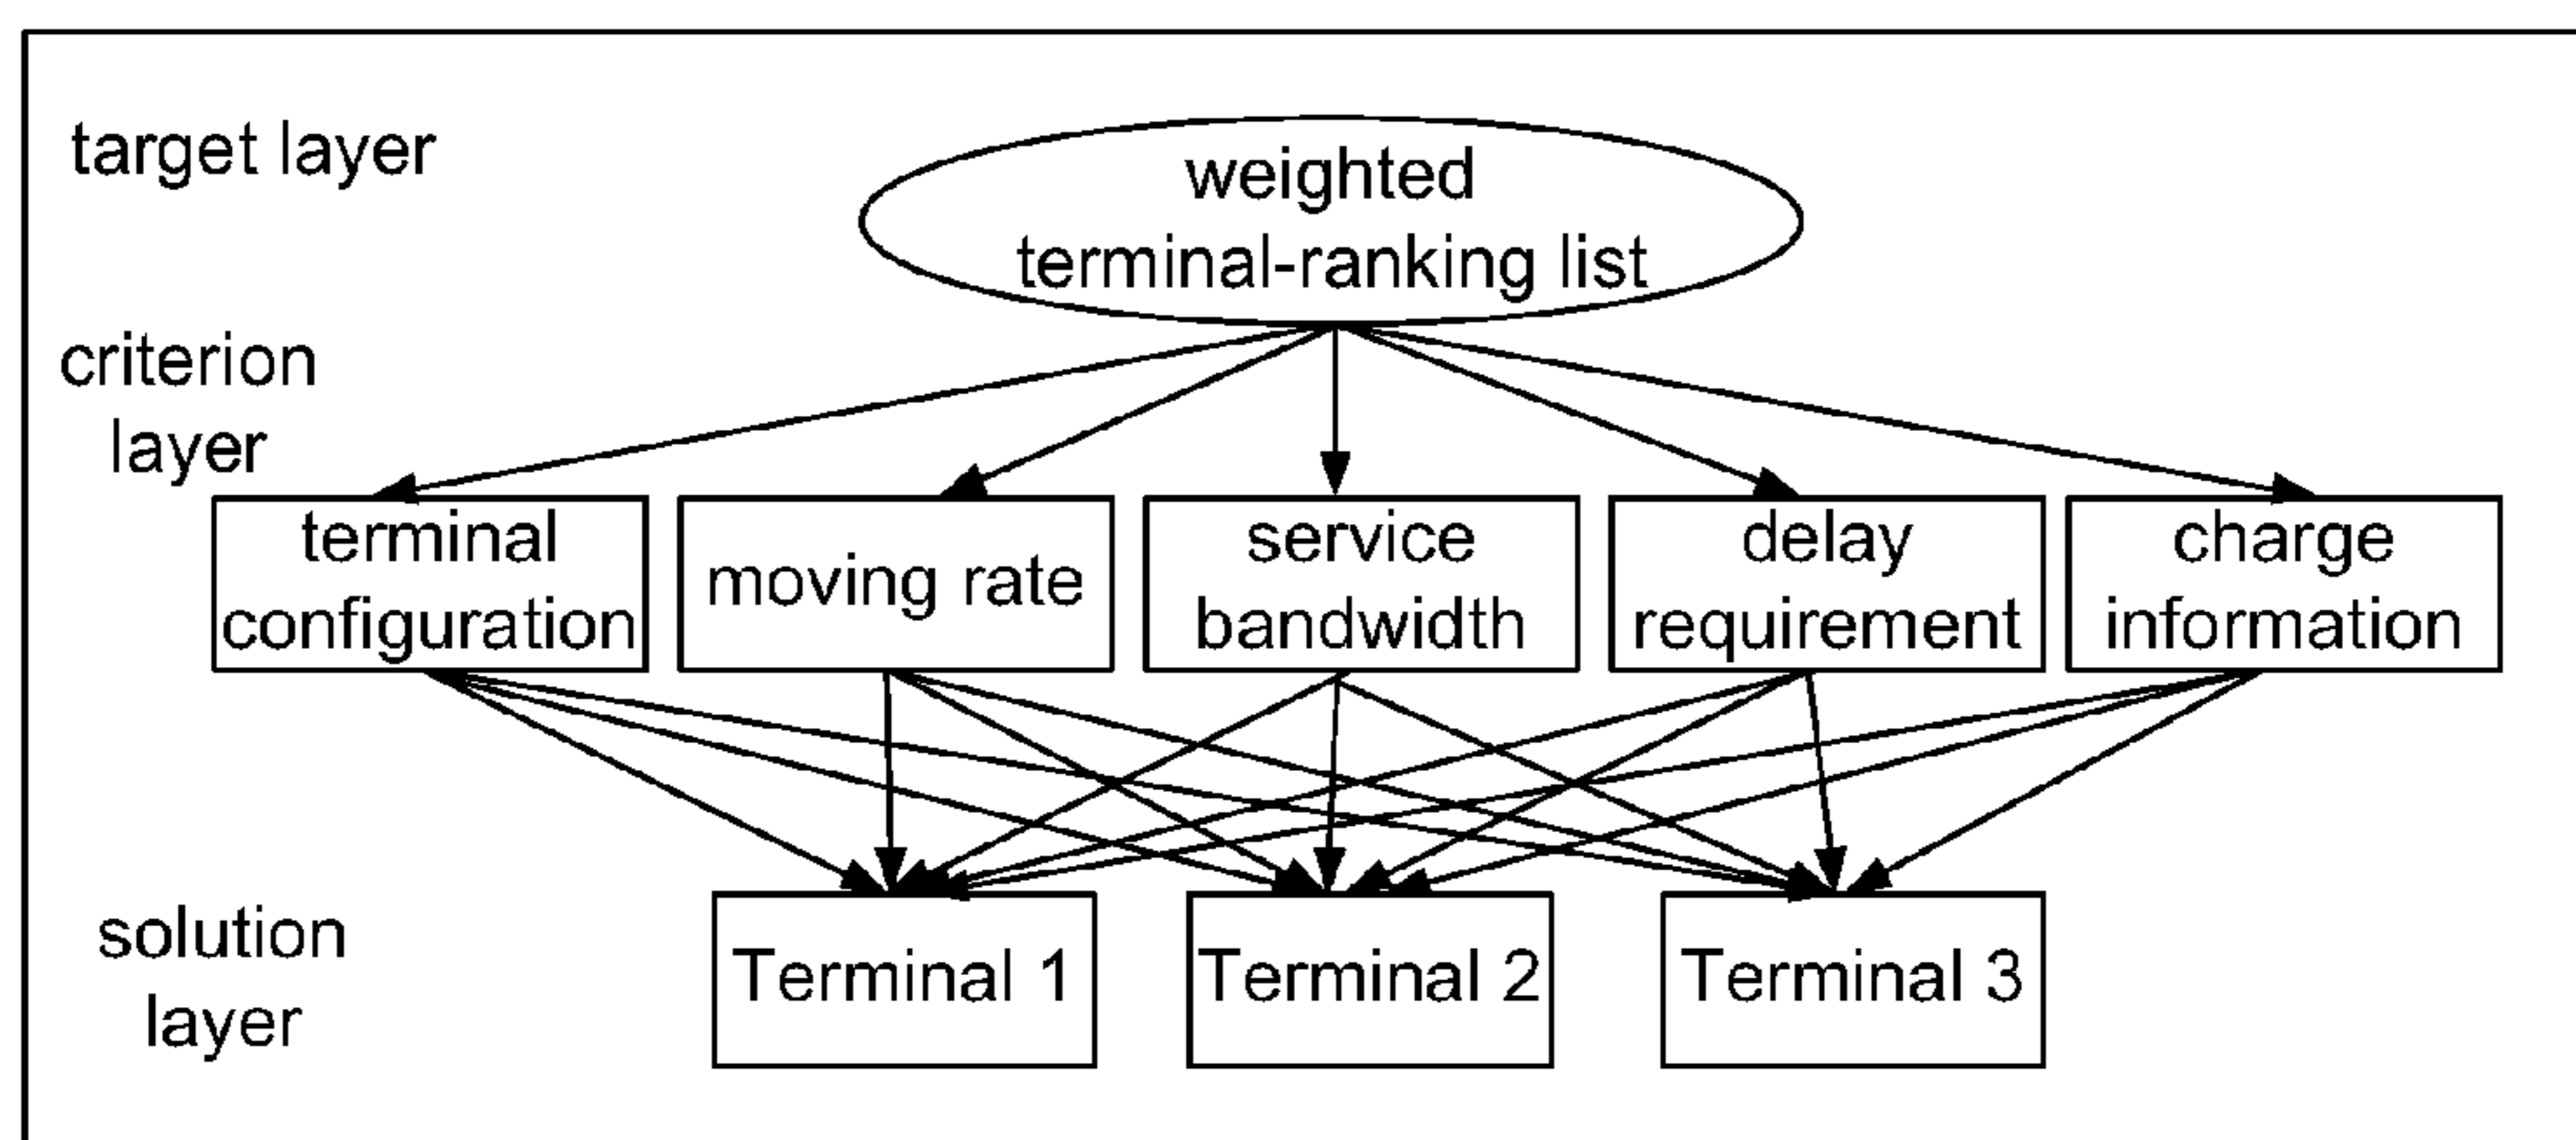 target layer
weighted
terminal-ranking list
criterion
layer
terminal
configuration
moving rate
service
bandwidth
delay
requirement
charge
information
solution
layer
Terminal 1
Terminal 2
Terminal 3